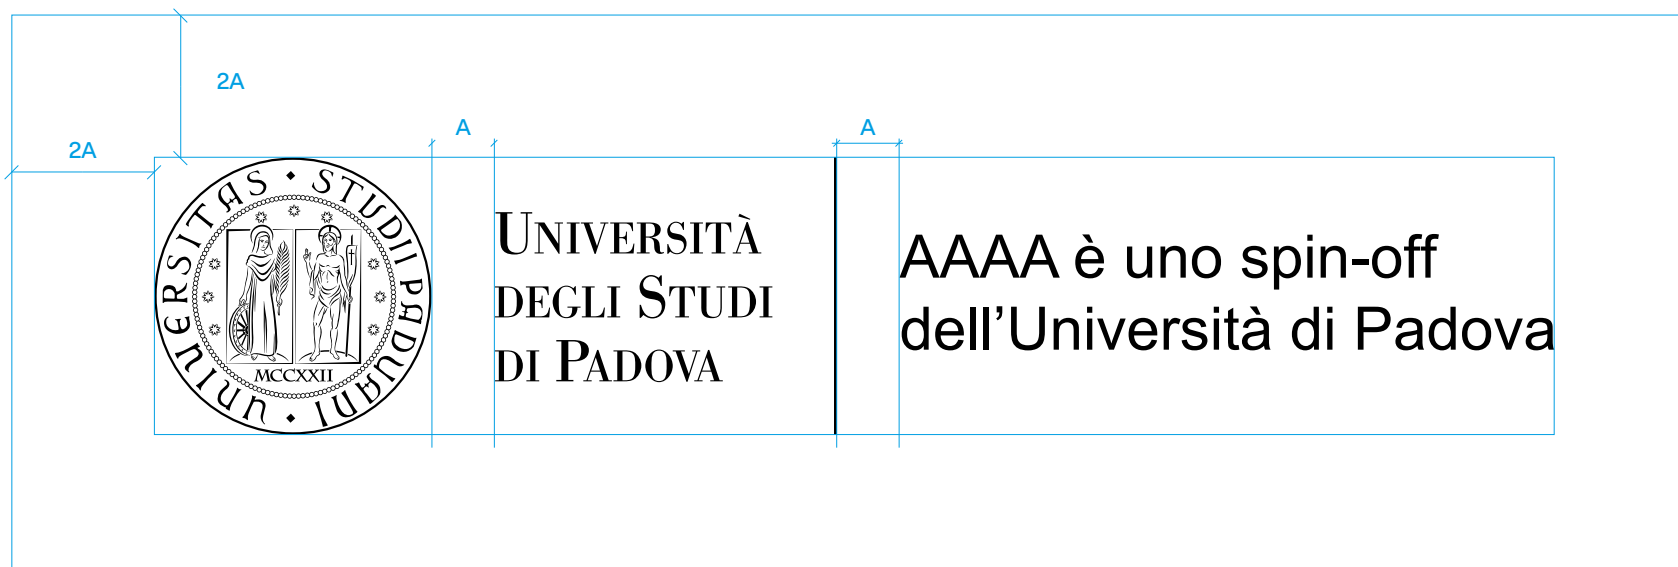 2A
2A
A
A
UNIVERSITAS • STUDII PADUANI •
MCCXXII
UNIVERSITÀ
DEGLI STUDI
DI PADOVA
AAAA è uno spin-off
dell’Università di Padova